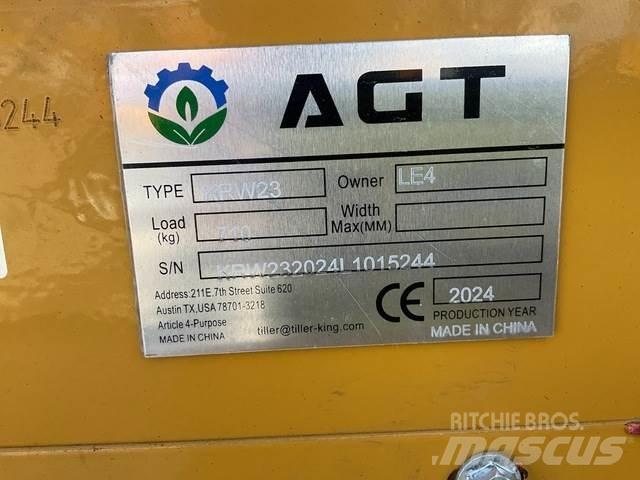 244
AGT
TYPE KRW23 Owner LE4
Load (kg) 710 Width Max(MM)
S/N KRW232024L1015244
Address:211E.7th Street Suite 620
Austin TX,USA 78701-3218
Article 4-Purpose
MADE IN CHINA
tiller@tiller-king.com
CE 2024
PRODUCTION YEAR
MADE IN CHINA
RITCHIE BROS.
mascus